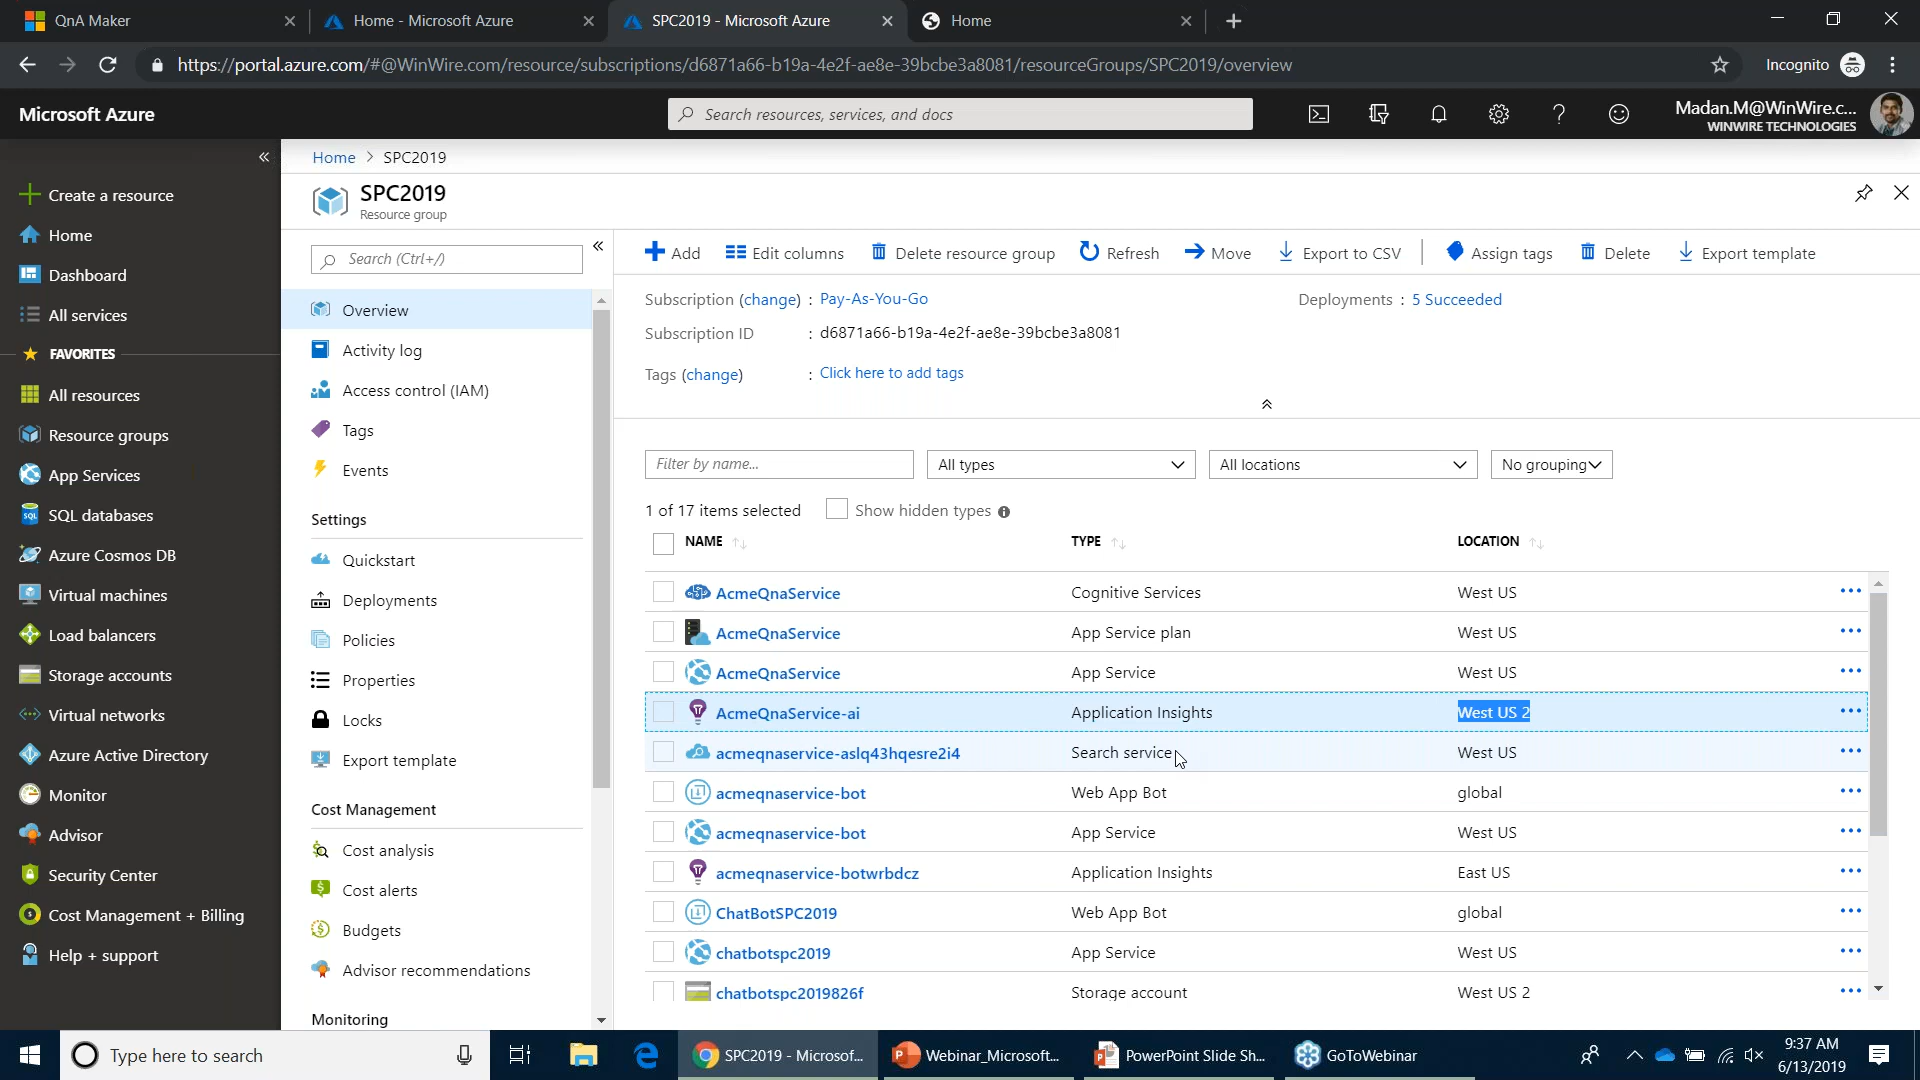 QnA Maker
Home - Microsoft Azure
SPC2019 - Microsoft Azure
Home
https://portal.azure.com/#@WinWire.com/resource/subscriptions/d6871a66-b19a-4e2f-ae8e-39bcbe3a8081/resourceGroups/SPC2019/overview
Incognito
Microsoft Azure
Search resources, services, and docs
Madan.M@WinWire.c...
WINWIRE TECHNOLOGIES
Create a resource
Home
Dashboard
All services
FAVORITES
All resources
Resource groups
App Services
SQL databases
Azure Cosmos DB
Virtual machines
Load balancers
Storage accounts
Virtual networks
Azure Active Directory
Monitor
Advisor
Security Center
Cost Management + Billing
Help + support
Home > SPC2019
SPC2019
Resource group
Search (Ctrl+/)
Overview
Activity log
Access control (IAM)
Tags
Events
Settings
Quickstart
Deployments
Policies
Properties
Locks
Export template
Cost Management
Cost analysis
Cost alerts
Budgets
Advisor recommendations
Monitoring
Add Edit columns Delete resource group Refresh Move Export to CSV Assign tags Delete Export template
Subscription (change) : Pay-As-You-Go Deployments : 5 Succeeded
Subscription ID : d6871a66-b19a-4e2f-ae8e-39bcbe3a8081
Tags (change) : Click here to add tags
Filter by name... All types All locations No grouping
1 of 17 items selected Show hidden types
NAME TYPE LOCATION
AcmeQnaService Cognitive Services West US
AcmeQnaService App Service plan West US
AcmeQnaService App Service West US
AcmeQnaService-ai Application Insights West US 2
acmeqnaservice-aslq43hqesre2i4 Search service West US
acmeqnaservice-bot Web App Bot global
acmeqnaservice-bot App Service West US
acmeqnaservice-botwrbdcz Application Insights East US
ChatBotSPC2019 Web App Bot global
chatbotspc2019 App Service West US
chatbotspc2019826f Storage account West US 2
Type here to search
SPC2019 - Microsof...
Webinar_Microsoft...
PowerPoint Slide Sh...
GoToWebinar
9:37 AM
6/13/2019